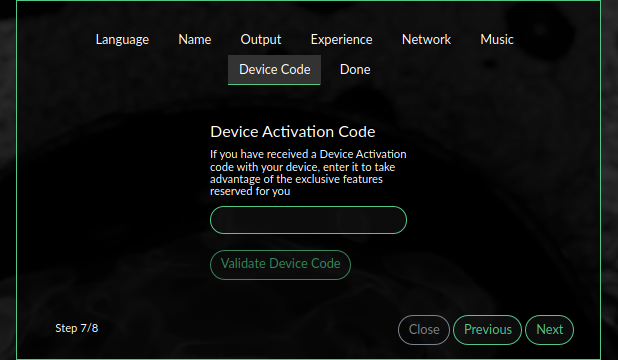 Language Name Output Experience Network Music
Device Code Done
Device Activation Code
If you have received a Device Activation
code with your device, enter it to take
advantage of the exclusive features
reserved for you
Validate Device Code
Step 7/8 Close Previous Next